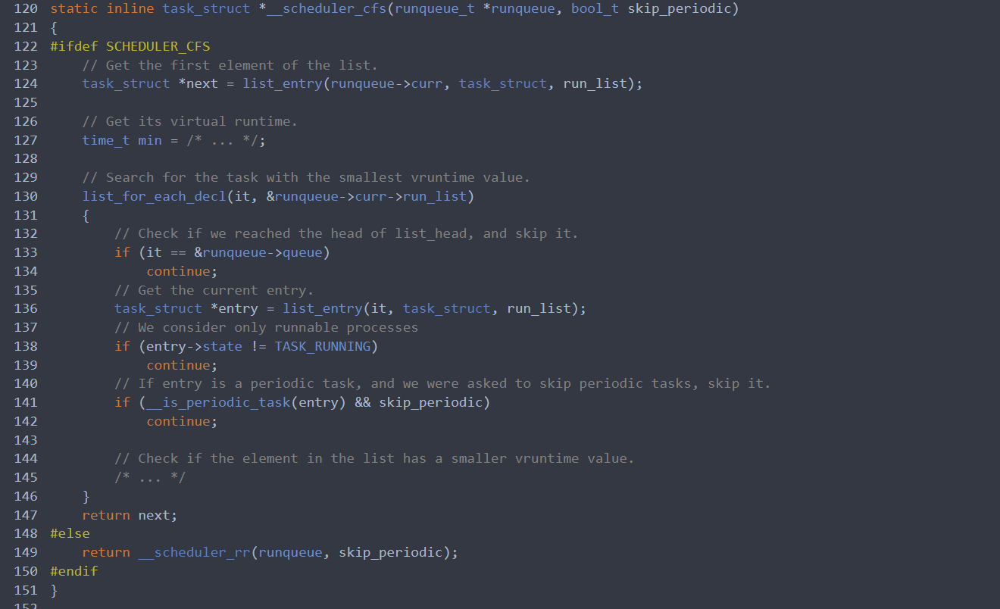 120 static inline task_struct *__scheduler_cfs(runqueue_t *runqueue, bool_t skip_periodic)
121 {
122 #ifdef SCHEDULER_CFS
123     // Get the first element of the list.
124     task_struct *next = list_entry(runqueue->curr, task_struct, run_list);
125
126     // Get its virtual runtime.
127     time_t min = /* ... */;
128
129     // Search for the task with the smallest vruntime value.
130     list_for_each_decl(it, &runqueue->curr->run_list)
131     {
132         // Check if we reached the head of list_head, and skip it.
133         if (it == &runqueue->queue)
134             continue;
135         // Get the current entry.
136         task_struct *entry = list_entry(it, task_struct, run_list);
137         // We consider only runnable processes
138         if (entry->state != TASK_RUNNING)
139             continue;
140         // If entry is a periodic task, and we were asked to skip periodic tasks, skip it.
141         if (__is_periodic_task(entry) && skip_periodic)
142             continue;
143
144         // Check if the element in the list has a smaller vruntime value.
145         /* ... */
146     }
147     return next;
148 #else
149     return __scheduler_rr(runqueue, skip_periodic);
150 #endif
151 }
152